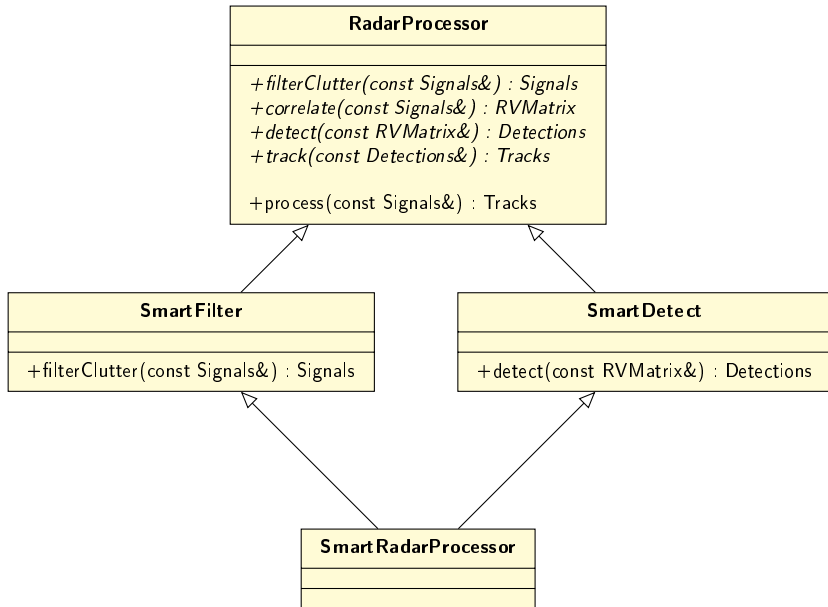 RadarProcessor
+filterClutter(const Signals&) : Signals
+correlate(const Signals&) : RVMatrix
+detect(const RVMatrix&) : Detections
+track(const Detections&) : Tracks
+process(const Signals&) : Tracks
SmartFilter
+filterClutter(const Signals&) : Signals
SmartDetect
+detect(const RVMatrix&) : Detections
SmartRadarProcessor